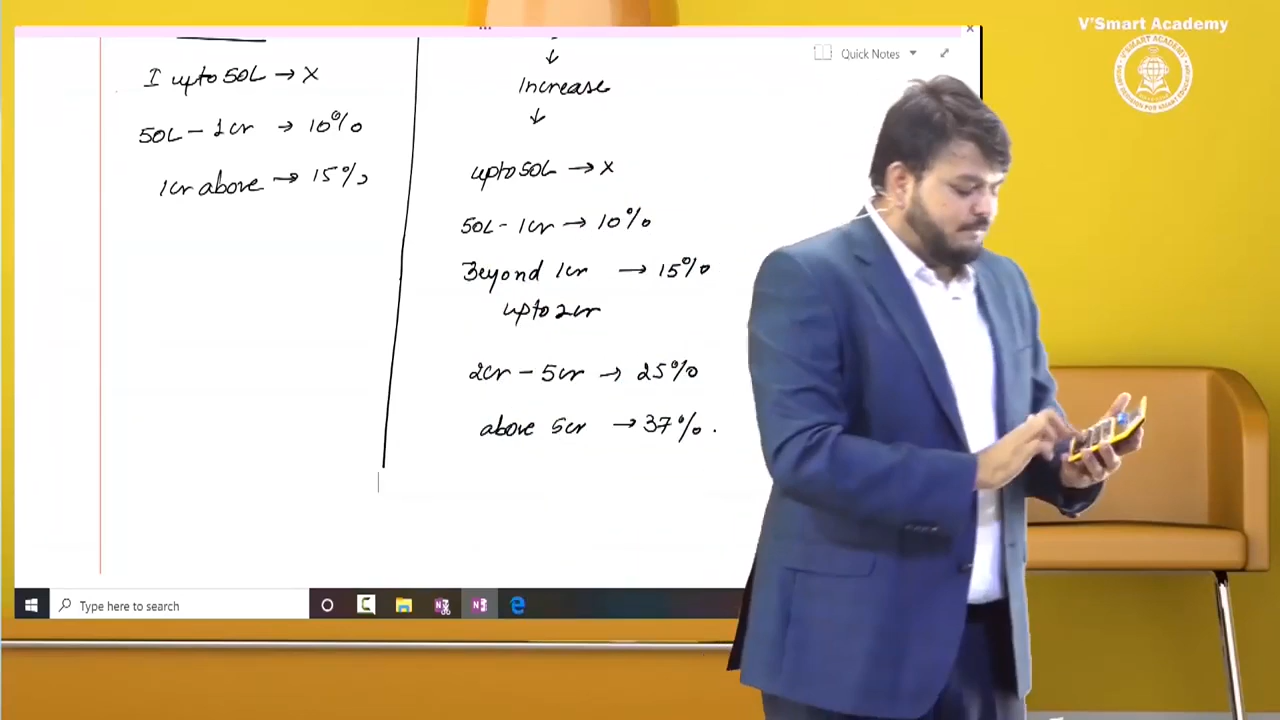 V'Smart Academy
Quick Notes
I upto 50L → X
50L - 1cr → 10%
1cr above → 15%
Increase
upto 50L → X
50L - 1cr → 10%
Beyond 1cr → 15%
upto 2cr
2cr - 5cr → 25%
above 5cr → 37%.
Type here to search